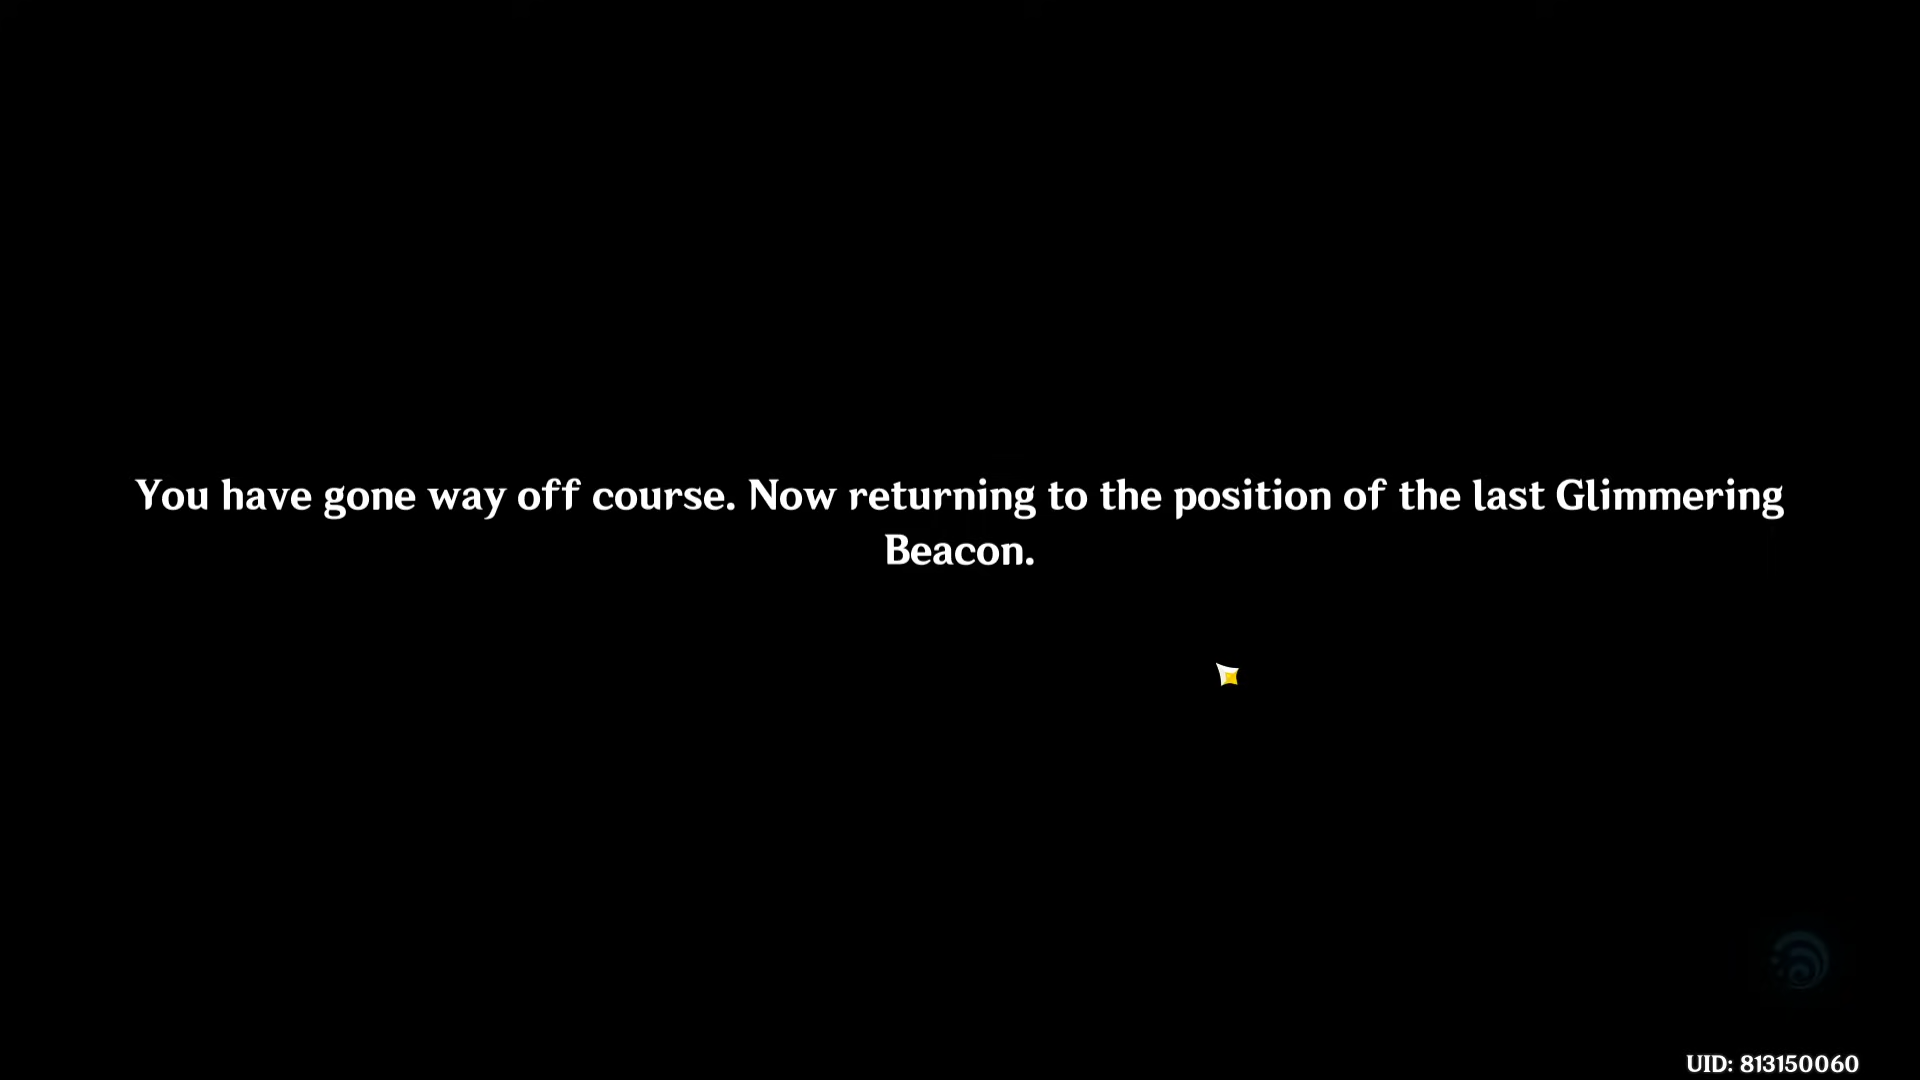 You have gone way off course. Now returning to the position of the last Glimmering
Beacon.
UID: 813150060